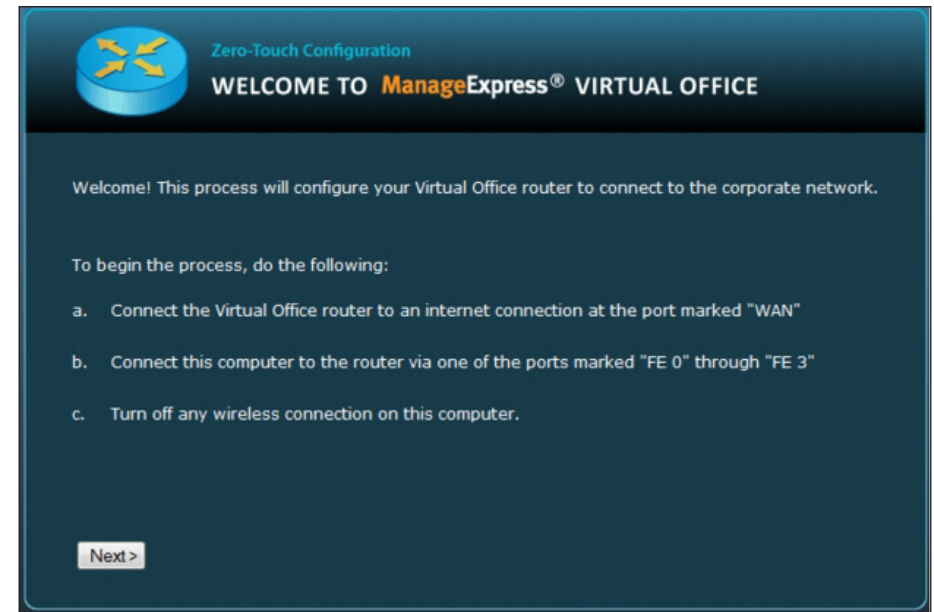 Zero-Touch Configuration
WELCOME TO ManageExpress® VIRTUAL OFFICE
Welcome! This process will configure your Virtual Office router to connect to the corporate network.
To begin the process, do the following:
a. Connect the Virtual Office router to an internet connection at the port marked "WAN"
b. Connect this computer to the router via one of the ports marked "FE 0" through "FE 3"
c. Turn off any wireless connection on this computer.
Next >